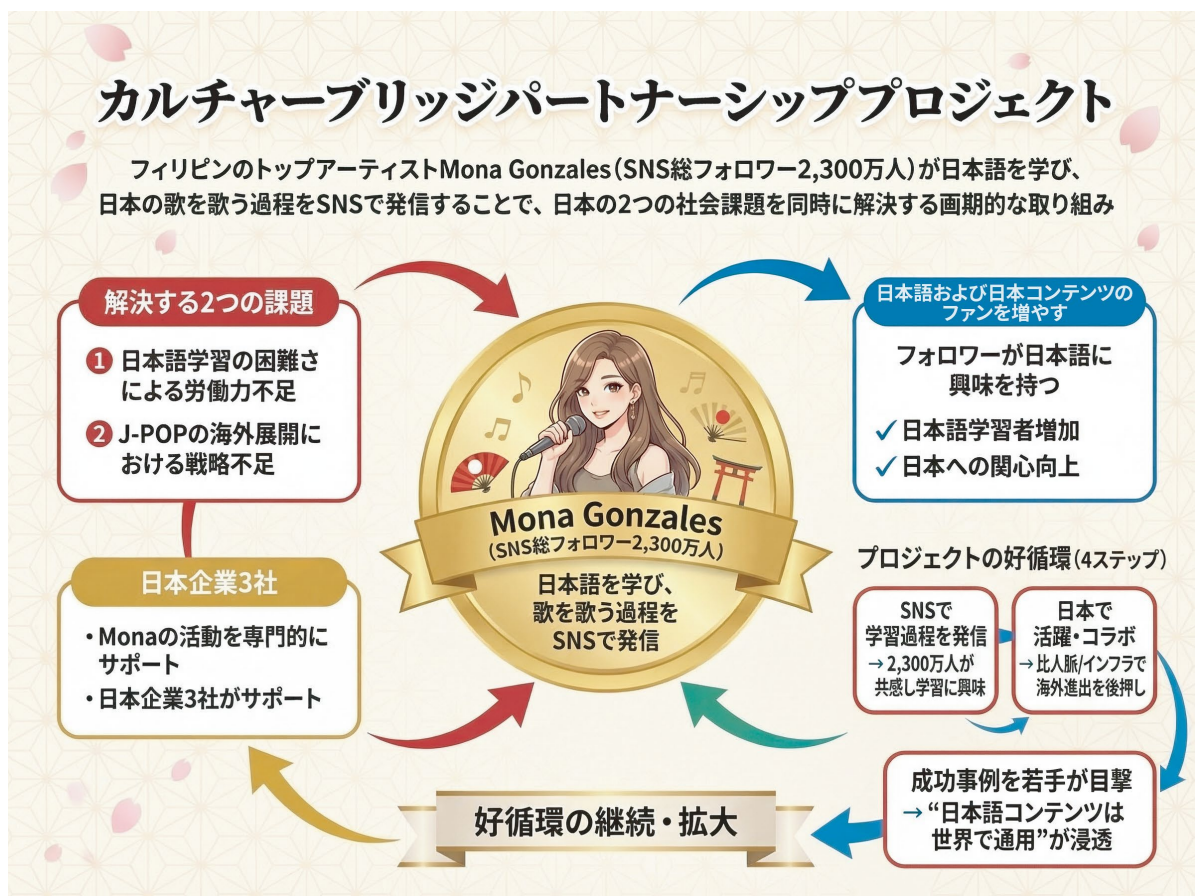 カルチャーブリッジパートナーシッププロジェクト
フィリピンのトップアーティストMona Gonzales（SNS総フォロワー2,300万人）が日本語を学び、
日本の歌を歌う過程をSNSで発信することで、日本の2つの社会課題を同時に解決する画期的な取り組み
解決する2つの課題
1 日本語学習の困難さ
による労働力不足
2 J-POPの海外展開に
おける戦略不足
日本企業3社
・Monaの活動を専門的に
サポート
・日本企業3社がサポート
Mona Gonzales
（SNS総フォロワー2,300万人）
日本語を学び、
歌を歌う過程を
SNSで発信
日本語および日本コンテンツの
ファンを増やす
フォロワーが日本語に
興味を持つ
✓日本語学習者増加
✓日本への関心向上
プロジェクトの好循環（4ステップ）
SNSで
学習過程を発信
→2,300万人が
共感し学習に興味
日本で
活躍・コラボ
→比人脈/インフラで
海外進出を後押し
成功事例を若手が目撃
→“日本語コンテンツは
世界で通用”が浸透
好循環の継続・拡大